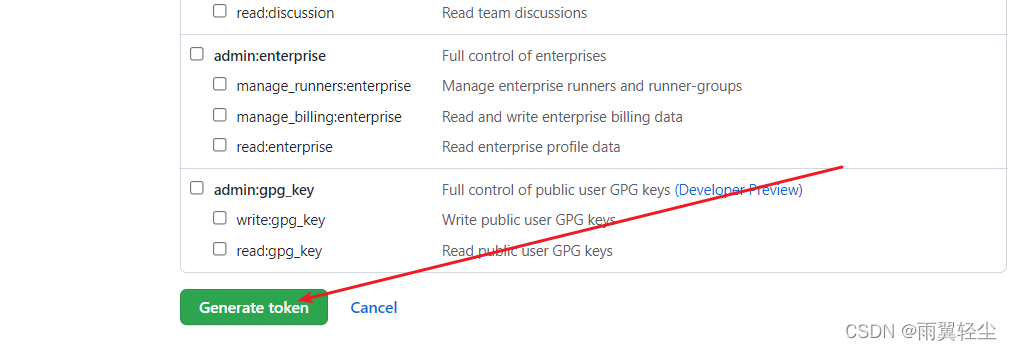 read:discussion Read team discussions
admin:enterprise Full control of enterprises
manage_runners:enterprise Manage enterprise runners and runner-groups
manage_billing:enterprise Read and write enterprise billing data
read:enterprise Read enterprise profile data
admin:gpg_key Full control of public user GPG keys (Developer Preview)
write:gpg_key Write public user GPG keys
read:gpg_key Read public user GPG keys
Generate token Cancel
CSDN @雨翼轻尘